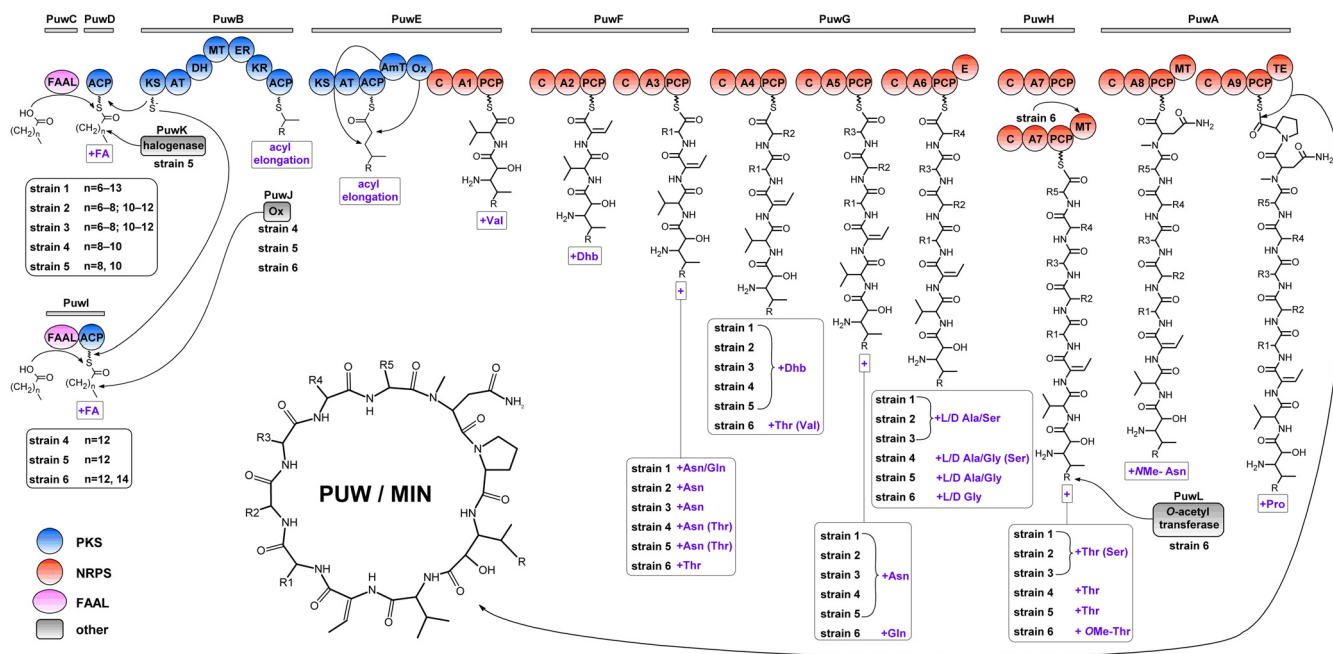 PuwC
PuwD
PuwB
PuwE
PuwF
PuwG
PuwH
PuwA
FAAL
ACP
KS
AT
DH
MT
ER
KR
ACP
KS
AT
ACP
AmT
Ox
C
A1
PCP
C
A2
PCP
C
A3
PCP
C
A4
PCP
C
A5
PCP
C
A6
PCP
E
C
A7
PCP
C
A8
PCP
MT
C
A9
PCP
TE
strain 6
C
A7
PCP
MT
PuwK
halogenase
strain 5
+FA
acyl
elongation
acyl
elongation
+Val
+Dhb
+
strain 1 n=6–13
strain 2 n=6–8; 10–12
strain 3 n=6–8; 10–12
strain 4 n=8–10
strain 5 n=8, 10
PuwJ
Ox
strain 4
strain 5
strain 6
PuwI
FAAL
ACP
+FA
strain 4 n=12
strain 5 n=12
strain 6 n=12, 14
PKS
NRPS
FAAL
other
PUW / MIN
R1
R2
R3
R4
R5
R
strain 1 +Asn/Gln
strain 2 +Asn
strain 3 +Asn
strain 4 +Asn (Thr)
strain 5 +Asn (Thr)
strain 6 +Thr
strain 1
strain 2
strain 3 +Dhb
strain 4
strain 5
strain 6 +Thr (Val)
+
strain 1
strain 2
strain 3 +Asn
strain 4
strain 5
strain 6 +Gln
strain 1
strain 2 +L/D Ala/Ser
strain 3
strain 4 +L/D Ala/Gly (Ser)
strain 5 +L/D Ala/Gly
strain 6 +L/D Gly
+
strain 1
strain 2 +Thr (Ser)
strain 3
strain 4 +Thr
strain 5 +Thr
strain 6 + OMe-Thr
+NMe- Asn
PuwL
O-acetyl
transferase
strain 6
+Pro